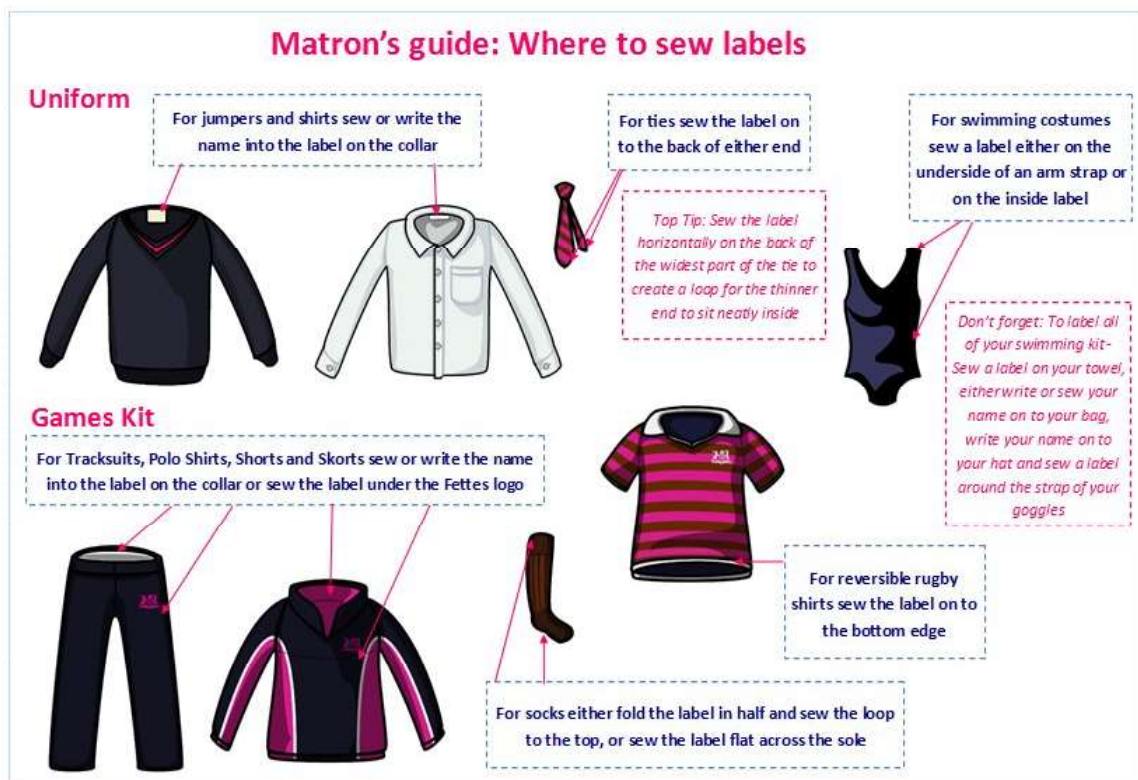 Matron's guide: Where to sew labels
Uniform
For jumpers and shirts sew or write the
name into the label on the collar
For ties sew the label on
to the back of either end
Top Tip: Sew the label
horizontally on the back of
the widest part of the tie to
create a loop for the thinner
end to sit neatly inside
For swimming costumes
sew a label either on the
underside of an arm strap or
on the inside label
Don't forget: To label all
of your swimming kit-
Sew a label on your towel,
either write or sew your
name on to your bag,
write your name on to
your hat and sew a label
around the strap of your
goggles
Games Kit
For Tracksuits, Polo Shirts, Shorts and Skorts sew or write the name
into the label on the collar or sew the label under the Fettes logo
For reversible rugby
shirts sew the label on to
the bottom edge
For socks either fold the label in half and sew the loop
to the top, or sew the label flat across the sole